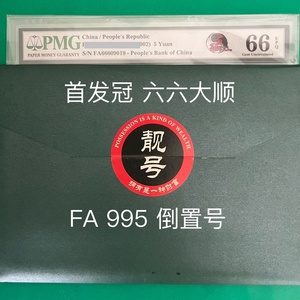 PMG
PAPER MONEY GUARANTY
China / People's Republic
5 Yuan
S/N FA66609619 - People's Bank of China
66 EPQ
Gem Uncirculated
首发冠 六六大顺
POSSESSION IS A KIND OF WEALTH
靓号
拥有是一种财富
FA 995 倒置号